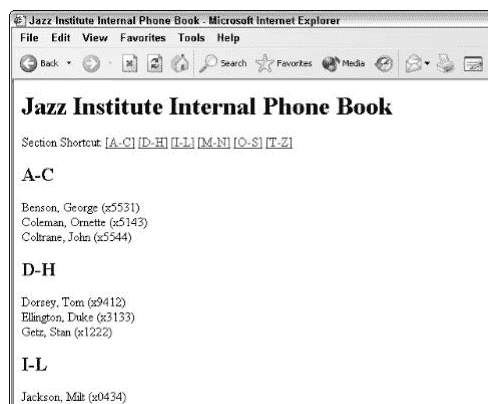 Jazz Institute Internal Phone Book - Microsoft Internet Explorer
File Edit View Favorites Tools Help
Back Search Favorites Media
Jazz Institute Internal Phone Book
Section Shortcut: [A-C] [D-H] [I-L] [M-N] [O-S] [T-Z]
A-C
Benson, George (x5531)
Coleman, Ornette (x5143)
Coltrane, John (x5544)
D-H
Dorsey, Tom (x9412)
Ellington, Duke (x3133)
Getz, Stan (x1222)
I-L
Jackson, Milt (x0434)